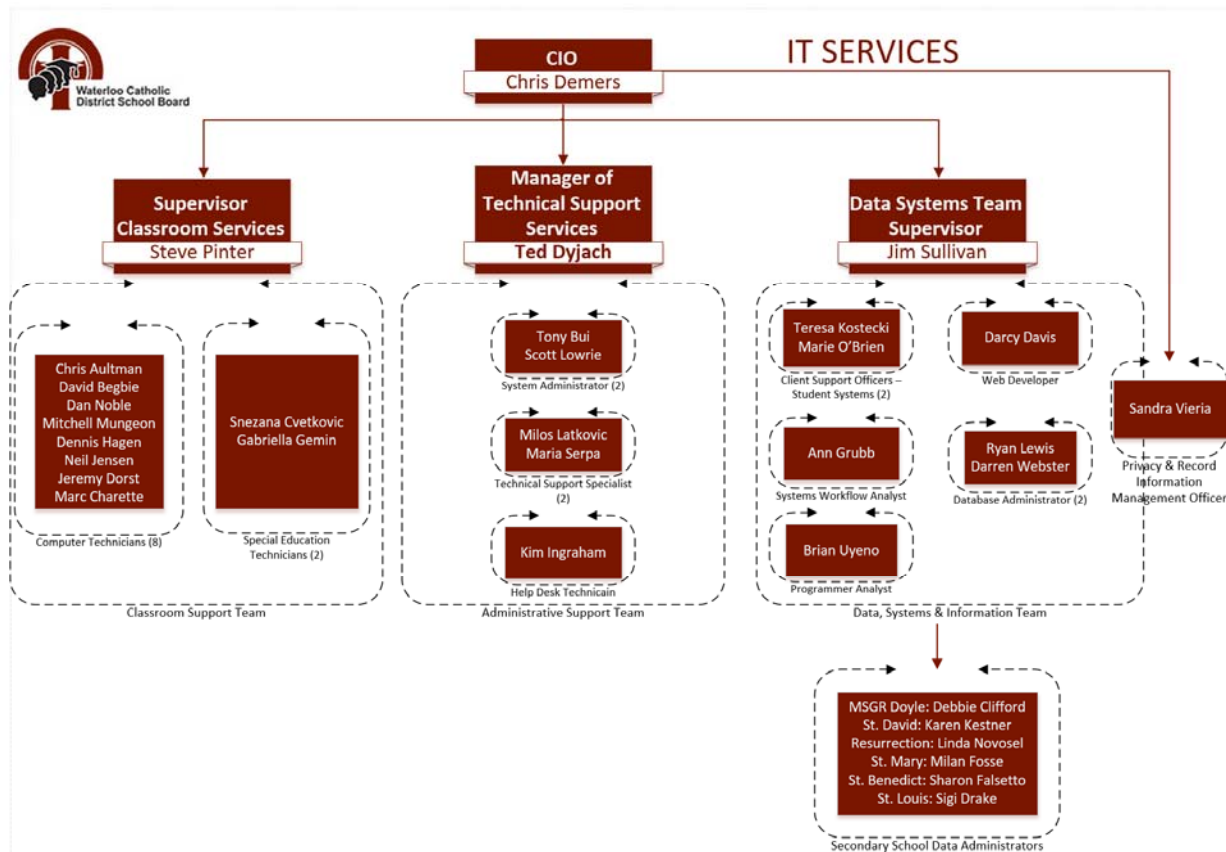 Waterloo Catholic
District School Board
IT SERVICES
CIO
Chris Demers
Supervisor
Classroom Services
Steve Pinter
Manager of
Technical Support
Services
Ted Dyjach
Data Systems Team
Supervisor
Jim Sullivan
Chris Aultman
David Begbie
Dan Noble
Mitchell Mungeon
Dennis Hagen
Neil Jensen
Jeremy Dorst
Marc Charette
Computer Technicians (8)
Snezana Cvetkovic
Gabriella Gemin
Special Education
Technicians (2)
Classroom Support Team
Tony Bui
Scott Lowrie
System Administrator (2)
Milos Latkovic
Maria Serpa
Technical Support Specialist
(2)
Kim Ingraham
Help Desk Technicain
Administrative Support Team
Teresa Kostecki
Marie O'Brien
Client Support Officers –
Student Systems (2)
Darcy Davis
Web Developer
Ann Grubb
Systems Workflow Analyst
Ryan Lewis
Darren Webster
Database Administrator (2)
Brian Uyeno
Programmer Analyst
Data, Systems & Information Team
Sandra Vieria
Privacy & Record
Information
Management Officer
MSGR Doyle: Debbie Clifford
St. David: Karen Kestner
Resurrection: Linda Novosel
St. Mary: Milan Fosse
St. Benedict: Sharon Falsetto
St. Louis: Sigi Drake
Secondary School Data Administrators